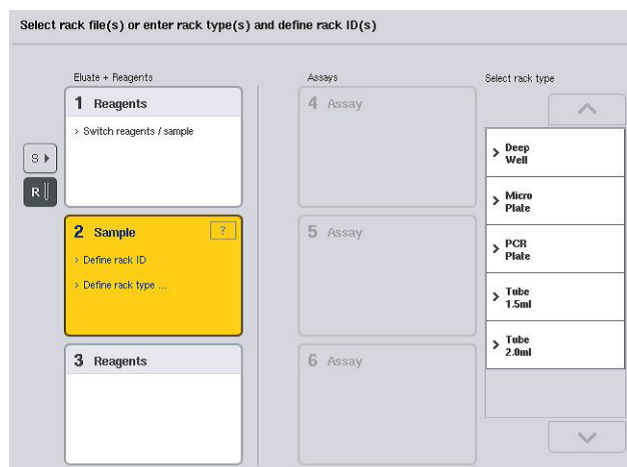 Select rack file(s) or enter rack type(s) and define rack ID(s)
Eluate + Reagents
1 Reagents
> Switch reagents / sample
S
R
2 Sample
?
> Define rack ID
> Define rack type ...
3 Reagents
Assays
4 Assay
5 Assay
6 Assay
Select rack type
> Deep
Well
> Micro
Plate
> PCR
Plate
> Tube
1.5ml
> Tube
2.0ml